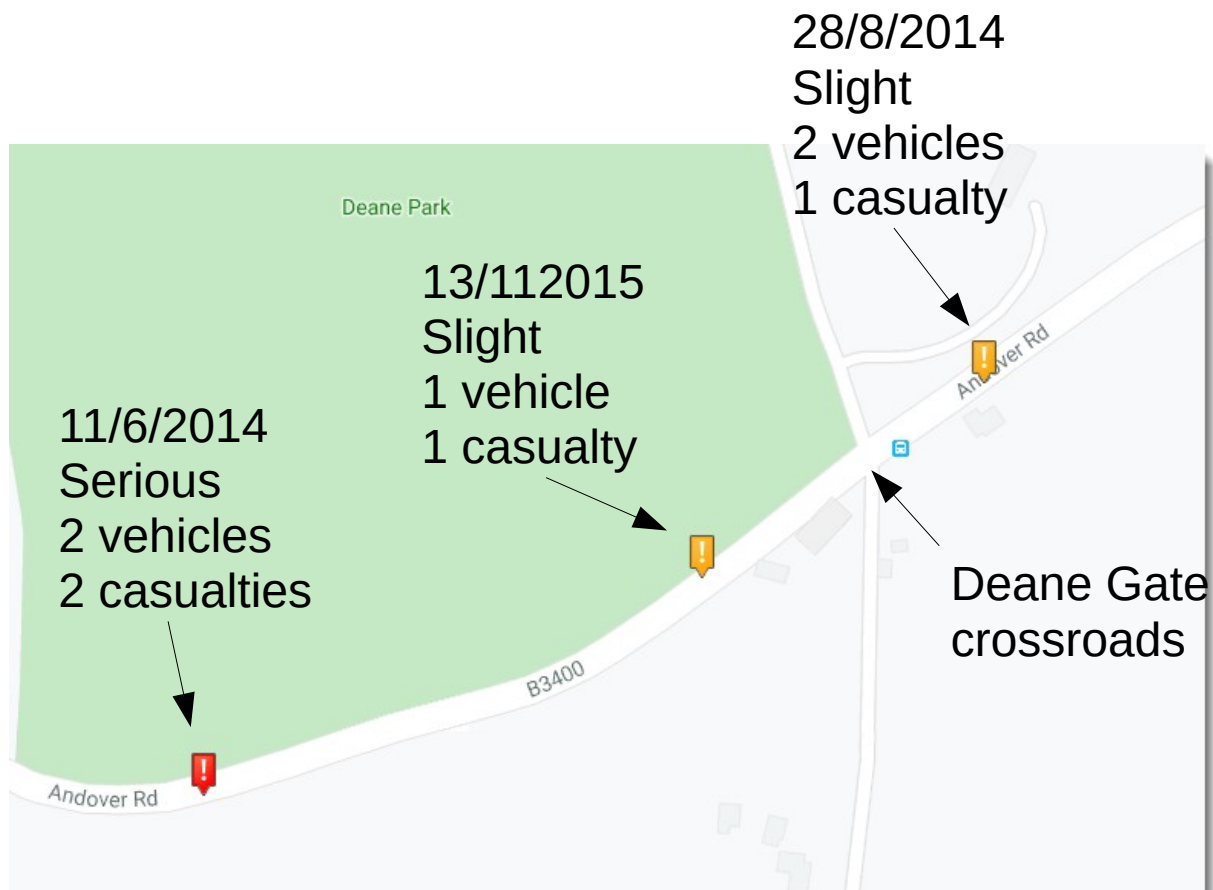 28/8/2014
Slight
2 vehicles
1 casualty
Deane Park
13/112015
Slight
1 vehicle
1 casualty
Andover Rd
11/6/2014
Serious
2 vehicles
2 casualties
Deane Gate
crossroads
B3400
Andover Rd
!
!
!